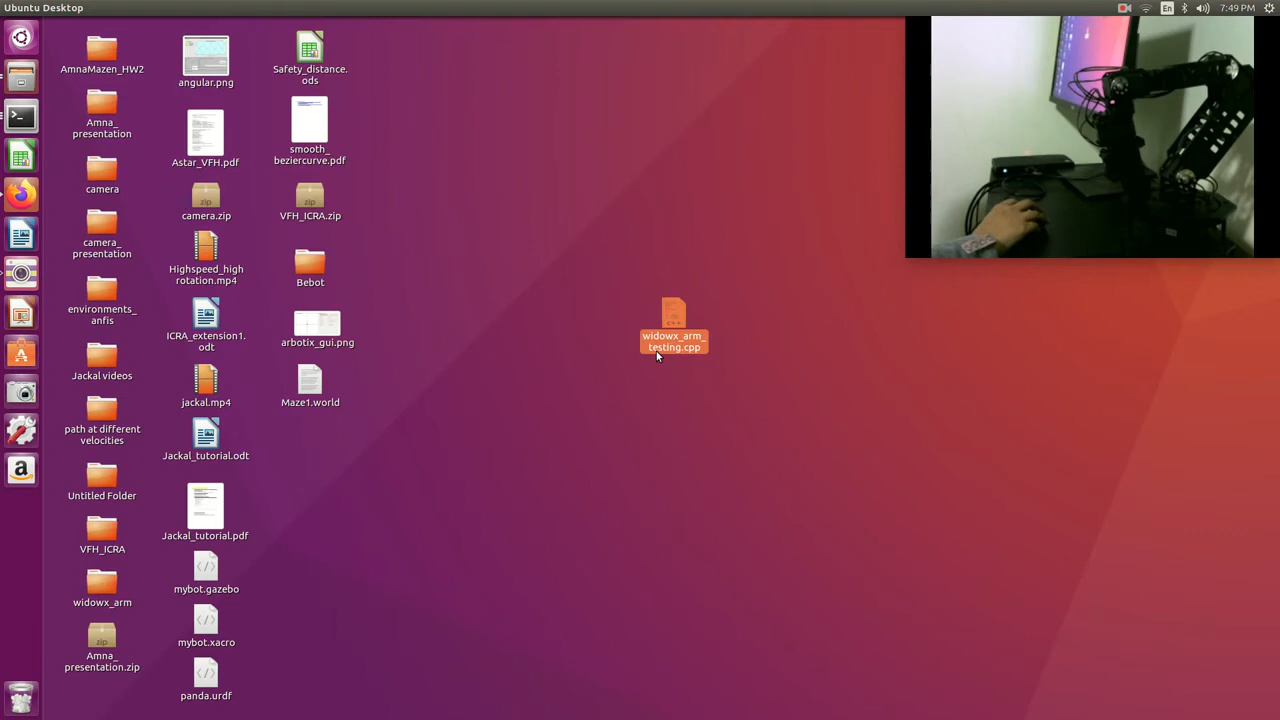 Ubuntu Desktop
En
7:49 PM
AmnaMazen_HW2
Amna_
presentation
camera
camera_
presentation
environments_
anfis
Jackal videos
path at different
velocities
Untitled Folder
VFH_ICRA
widowx_arm
zip
Amna_
presentation.zip
angular.png
Astar_VFH.pdf
zip
camera.zip
Highspeed_high
rotation.mp4
ICRA_extension1.
odt
jackal.mp4
Jackal_tutorial.odt
Jackal_tutorial.pdf
mybot.gazebo
mybot.xacro
panda.urdf
Safety_distance.
ods
smooth_
beziercurve.pdf
zip
VFH_ICRA.zip
Bebot
arbotix_gui.png
Maze1.world
C++
widowx_arm_
testing.cpp